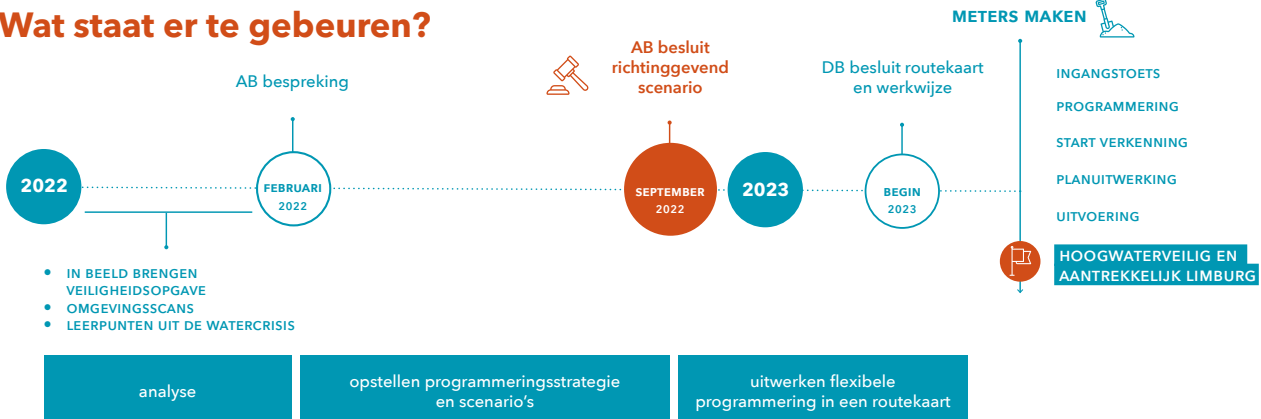 Wat staat er te gebeuren?
METERS MAKEN
AB bespreking
AB besluit
richtinggevend
scenario
DB besluit routekaart
en werkwijze
2022
FEBRUARI
2022
SEPTEMBER
2022
2023
BEGIN
2023
INGANGSTOETS
PROGRAMMERING
START VERKENNING
PLANUITWERKING
UITVOERING
HOOGWATERVEILIG EN
AANTREKKELIJK LIMBURG
• IN BEELD BRENGEN
VEILIGHEIDSOPGAVE
• OMGEVINGSSCANS
• LEERPUNTEN UIT DE WATERCRISIS
analyse
opstellen programmeringsstrategie
en scenario's
uitwerken flexibele
programmering in een routekaart